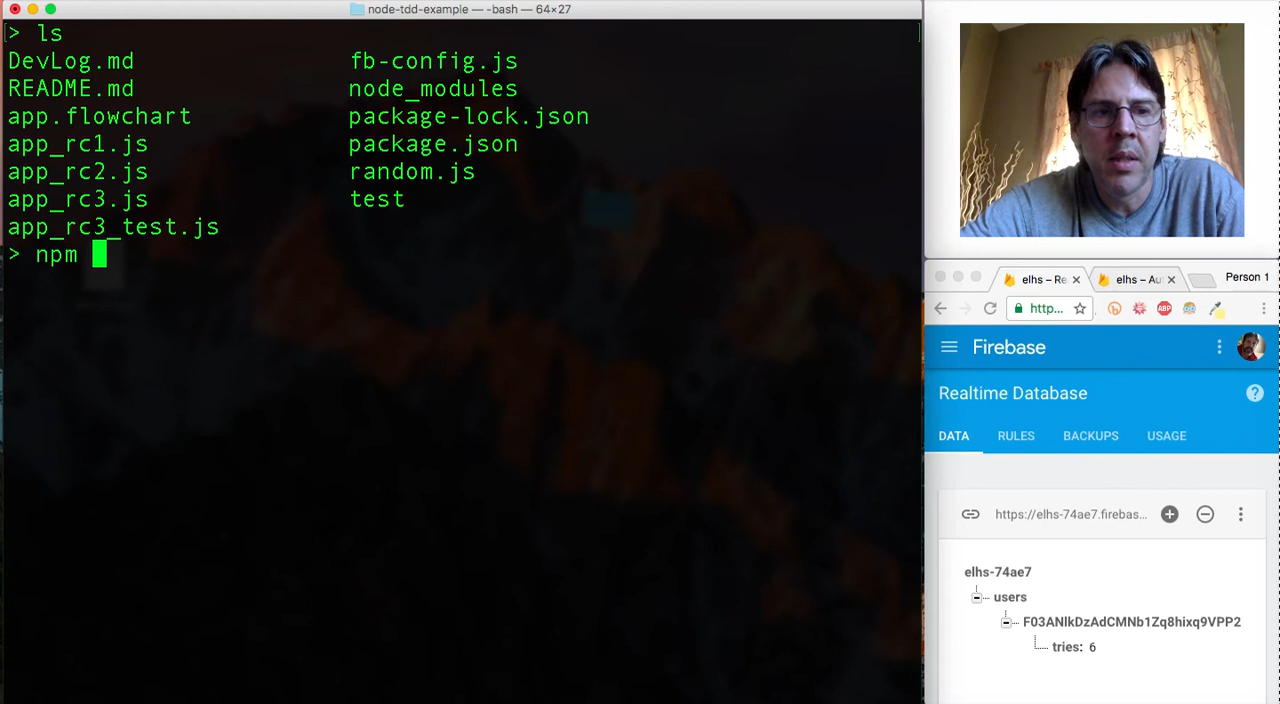 node-tdd-example — -bash — 64×27
> ls
DevLog.md fb-config.js
README.md node_modules
app.flowchart package-lock.json
app_rc1.js package.json
app_rc2.js random.js
app_rc3.js test
app_rc3_test.js
> npm
elhs – Re elhs – Au Person 1
http...
ABP
Firebase
Realtime Database
DATA RULES BACKUPS USAGE
https://elhs-74ae7.firebas...
elhs-74ae7
users
F03ANlkDzAdCMNb1Zq8hixq9VPP2
tries: 6